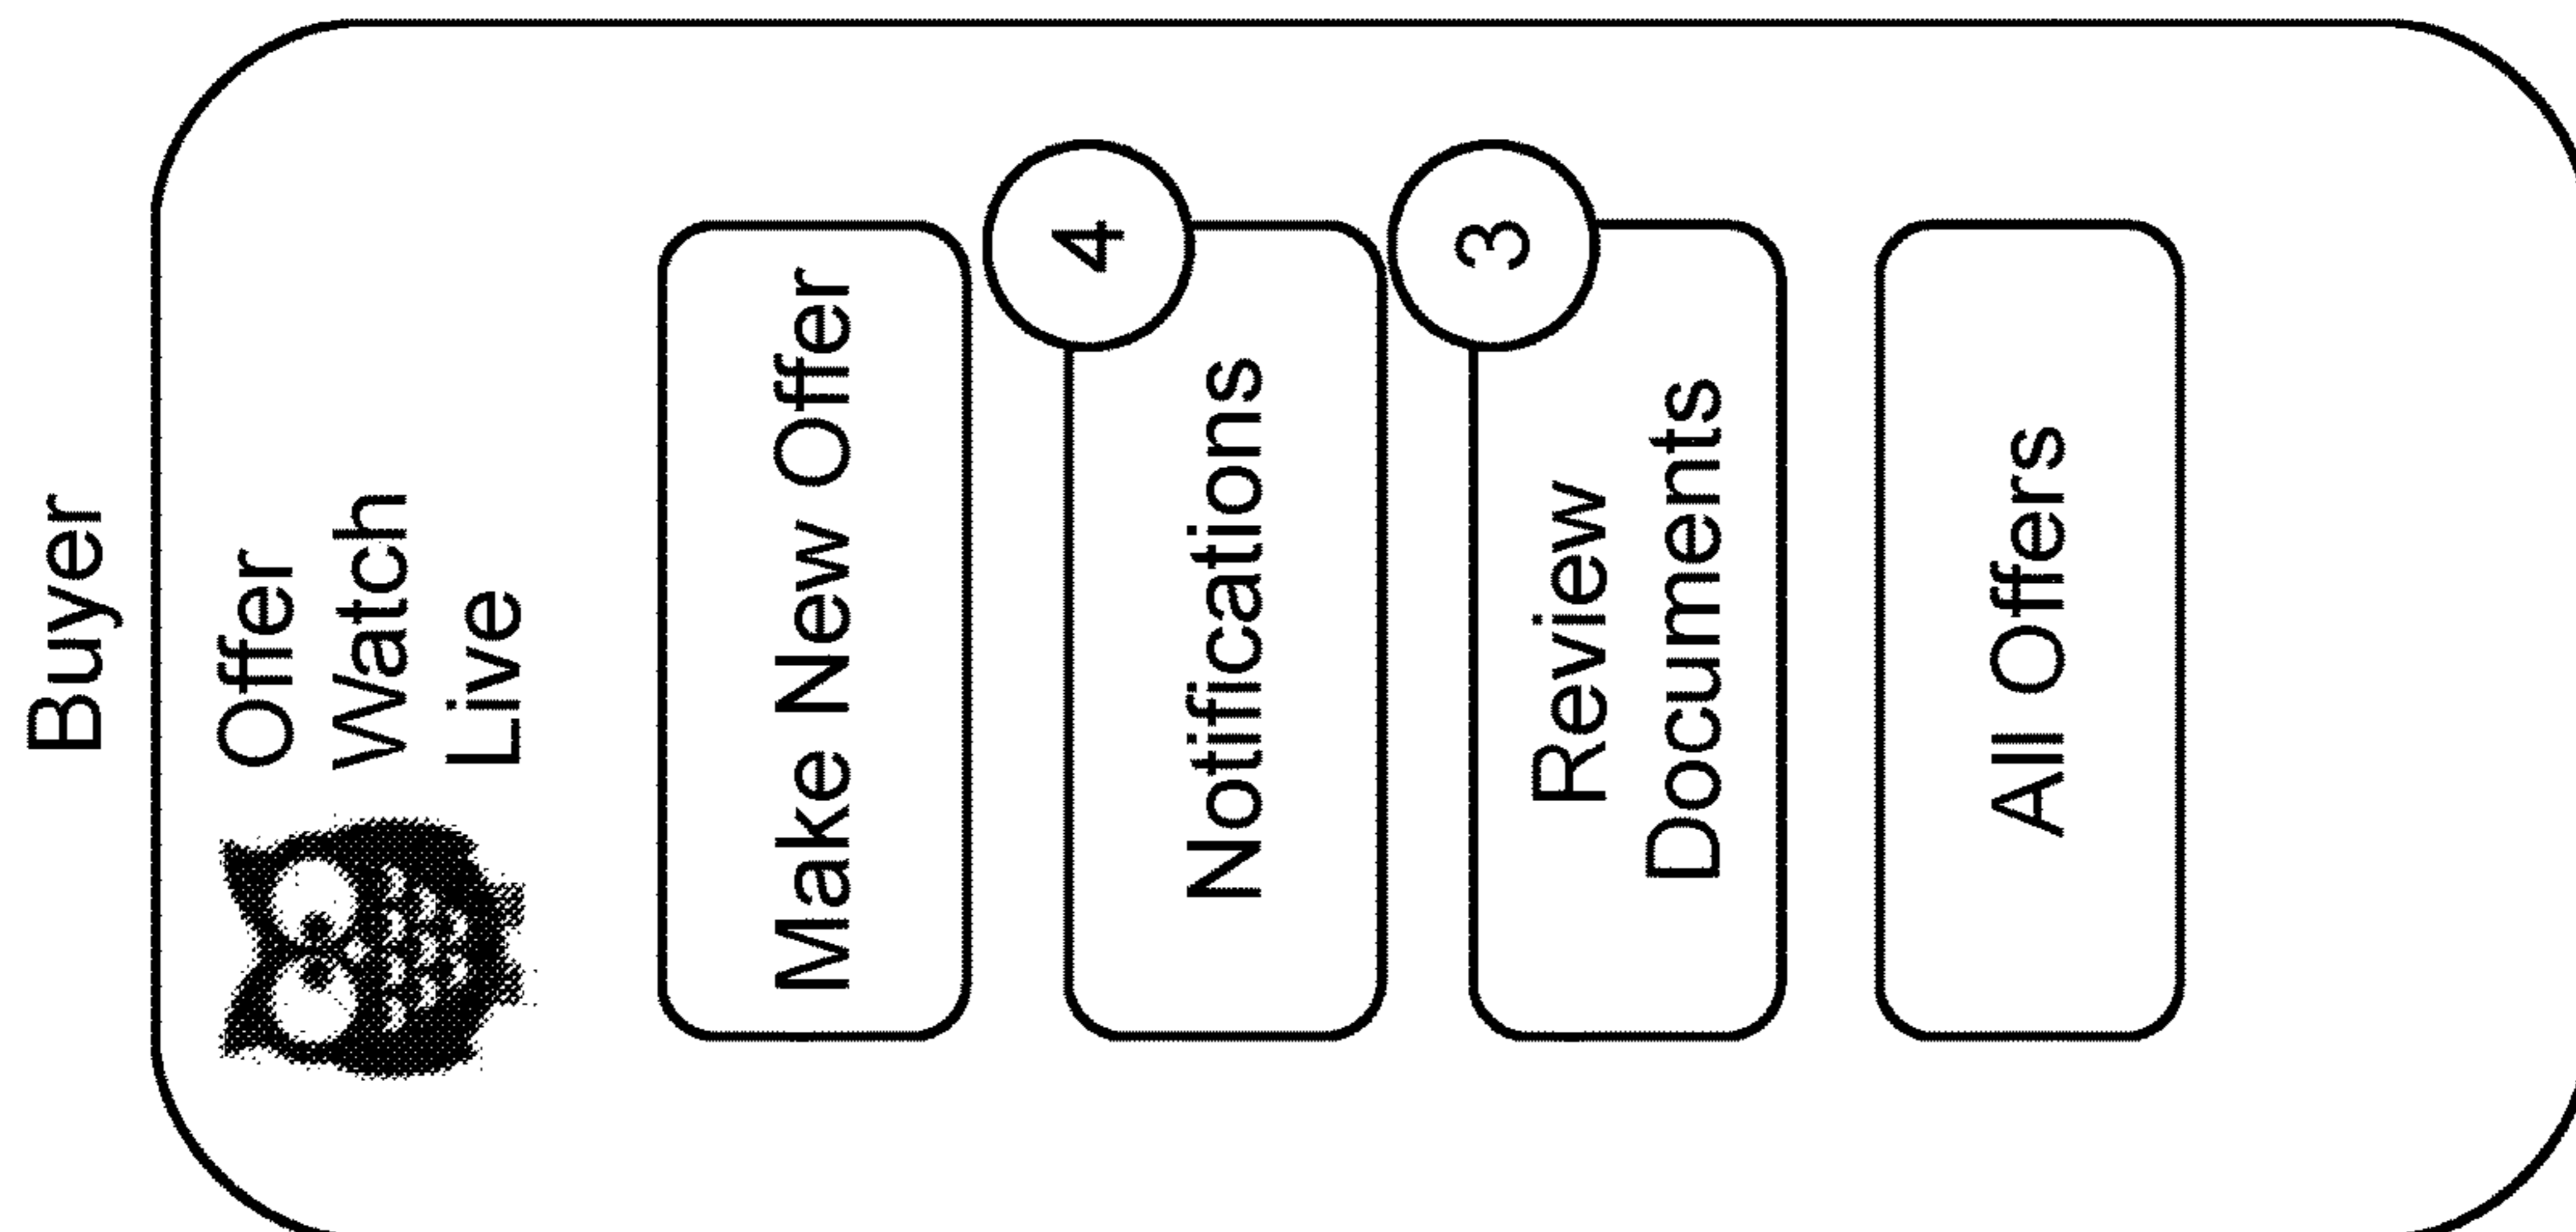 Buyer
Offer
Watch
Live
Make New Offer
4
Notifications
3
Review
Documents
All Offers